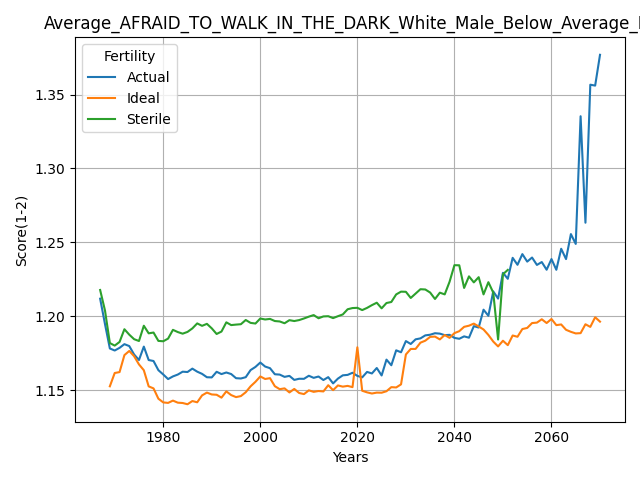 Average_AFRAID_TO_WALK_IN_THE_DARK_White_Male_Below_Average_
Fertility
Actual
Ideal
Sterile
1.35
1.30
1.25
1.20
1.15
Score(1-2)
1980
2000
2020
2040
2060
Years